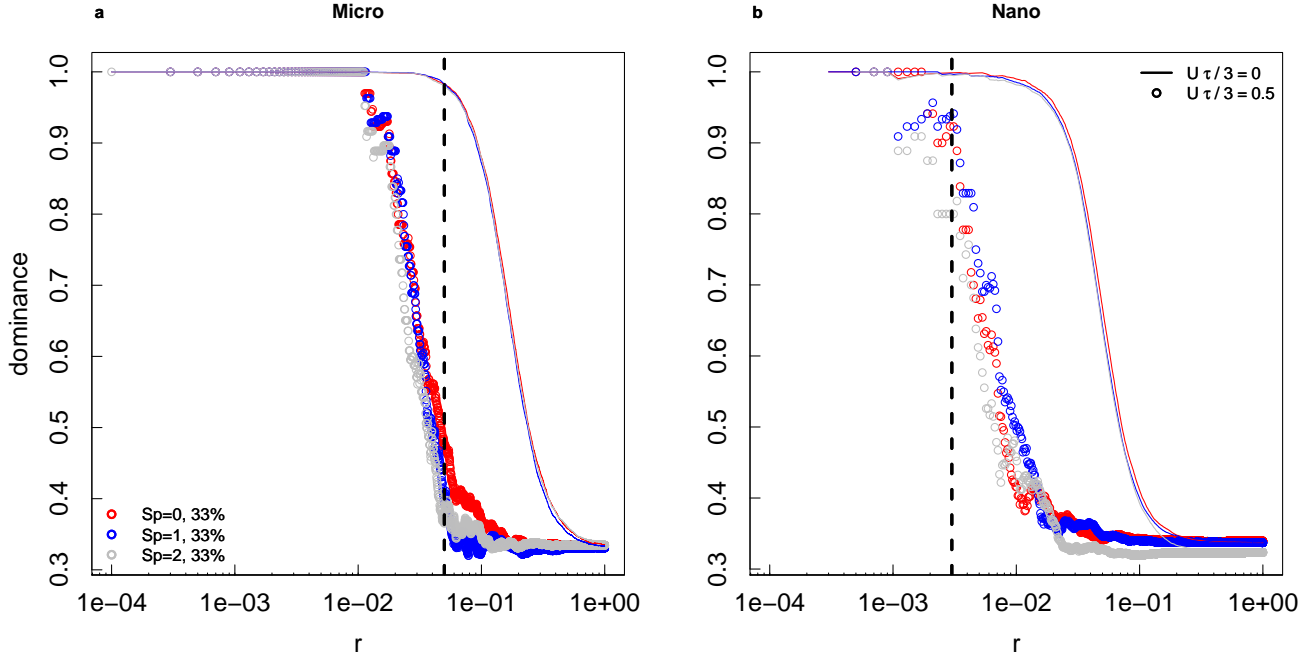 a
Micro
dominance
1.0
0.9
0.8
0.7
0.6
0.5
0.4
0.3
Sp=0, 33%
Sp=1, 33%
Sp=2, 33%
1e−04
1e−03
1e−02
1e−01
1e+00
r
b
Nano
U τ / 3 = 0
U τ / 3 = 0.5
1.0
0.9
0.8
0.7
0.6
0.5
0.4
0.3
1e−04
1e−03
1e−02
1e−01
1e+00
r